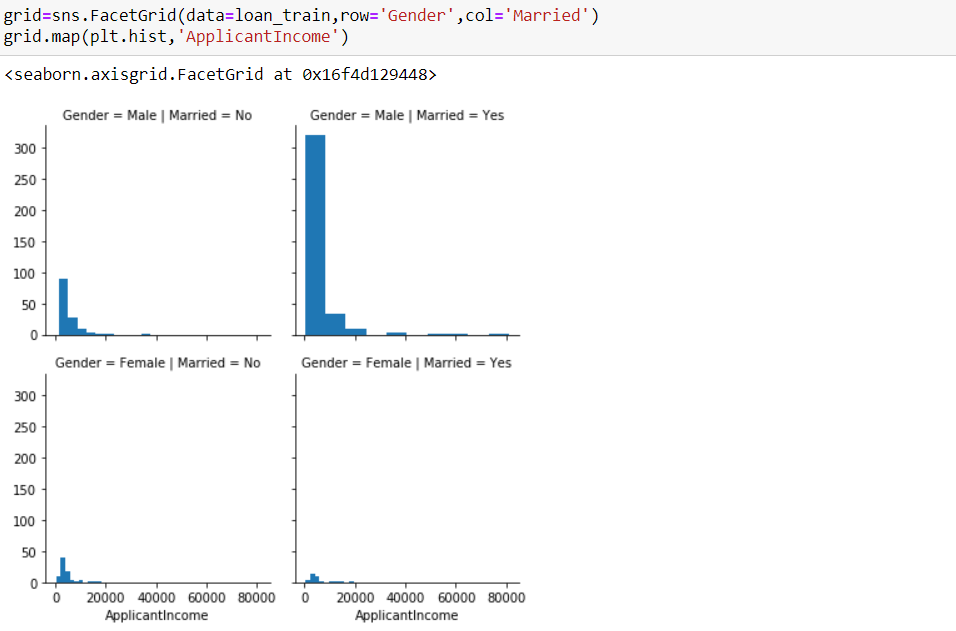 grid=sns.FacetGrid(data=loan_train,row='Gender',col='Married')
grid.map(plt.hist,'ApplicantIncome')
<seaborn.axisgrid.FacetGrid at 0x16f4d129448>
Gender = Male | Married = No
Gender = Male | Married = Yes
300
250
200
150
100
50
0
Gender = Female | Married = No
Gender = Female | Married = Yes
300
250
200
150
100
50
0
0 20000 40000 60000 80000
0 20000 40000 60000 80000
ApplicantIncome
ApplicantIncome